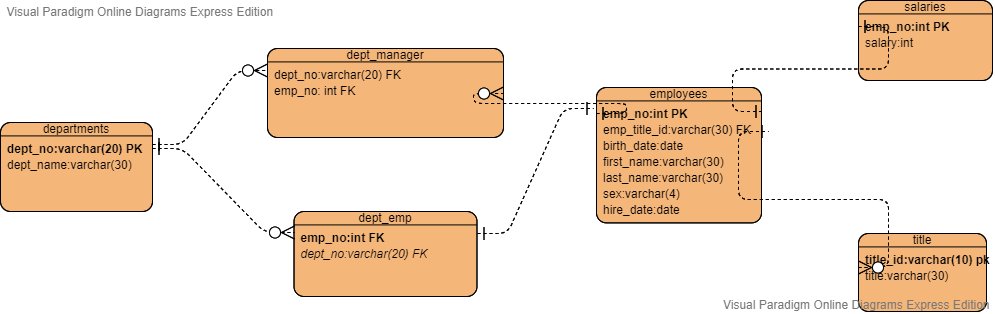 Visual Paradigm Online Diagrams Express Edition
salaries
emp_no:int PK
salary:int
dept_manager
dept_no:varchar(20) FK
emp_no: int FK
employees
emp_no:int PK
emp_title_id:varchar(30) FK
birth_date:date
first_name:varchar(30)
last_name:varchar(30)
sex:varchar(4)
hire_date:date
departments
dept_no:varchar(20) PK
dept_name:varchar(30)
dept_emp
emp_no:int FK
dept_no:varchar(20) FK
title
title_id:varchar(10) pk
title:varchar(30)
Visual Paradigm Online Diagrams Express Edition